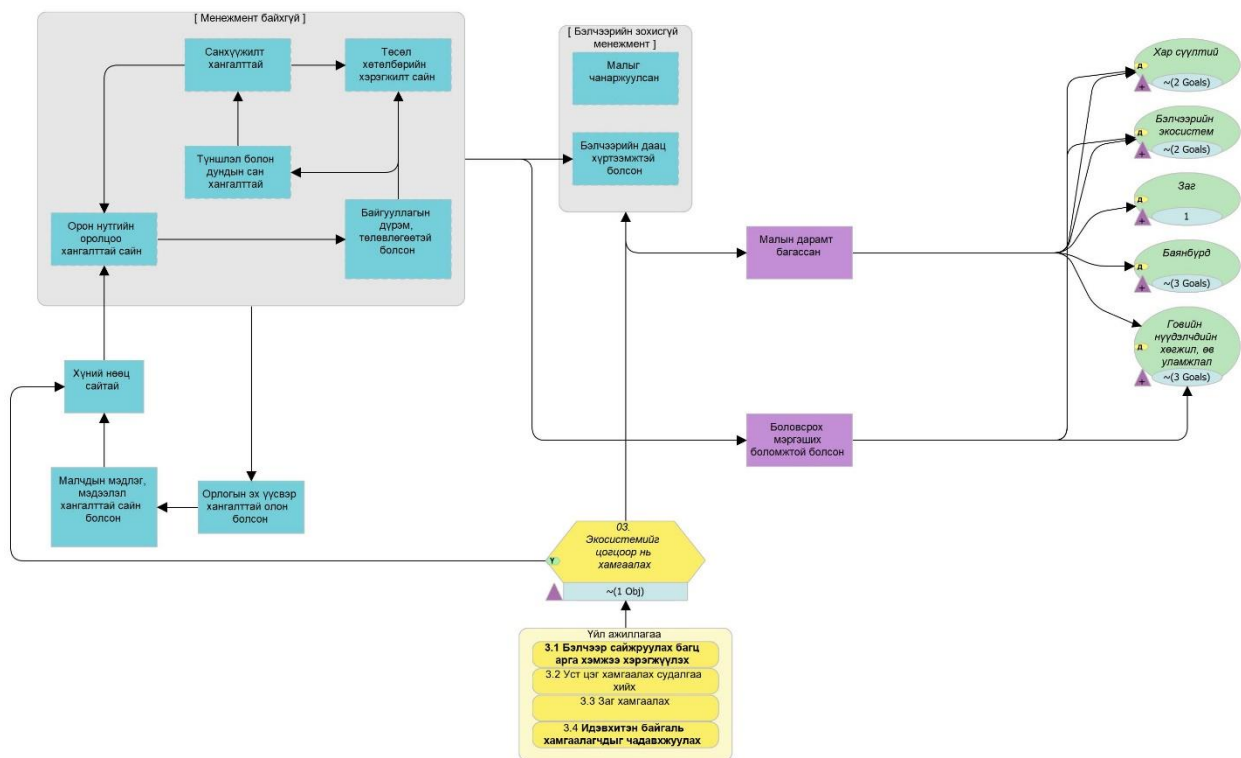 [ Менежмент байхгүй ]
Санхүүжилт
хангалттай
Төсөл
хөтөлбөрийн
хэрэгжилт сайн
Түншлэл болон
дундын сан
хангалттай
Орон нутгийн
оролцоо
хангалттай сайн
Байгууллагын
дүрэм,
төлөвлөгөөтэй
болсон
[ Бэлчээрийн зохисгүй
менежмент ]
Малыг
чанаржуулсан
Бэлчээрийн даац
хүртээмжтэй
болсон
Хүний нөөц
сайтай
Малчдын мэдлэг,
мэдээлэл
хангалттай сайн
болсон
Орлогын эх үүсвэр
хангалттай олон
болсон
Малын дарамт
багассан
Боловсрох
мэргэших
боломжтой болсон
Хар сүүлтий
д
+
~(2 Goals)
Бэлчээрийн
экосистем
д
+
~(2 Goals)
Заг
д
+
1
Баянбүрд
д
+
~(3 Goals)
Говийн
нүүдэлчдийн
хөгжил, өв
уламжлал
д
+
~(3 Goals)
03.
Экосистемийг
цогцоор нь
хамгаалах
Ү
~(1 Obj)
Үйл ажиллагаа
3.1 Бэлчээр сайжруулах багц
арга хэмжээ хэрэгжүүлэх
3.2 Уст цэг хамгаалах судалгаа
хийх
3.3 Заг хамгаалах
3.4 Идэвхитэн байгаль
хамгаалагчдыг чадавхжуулах